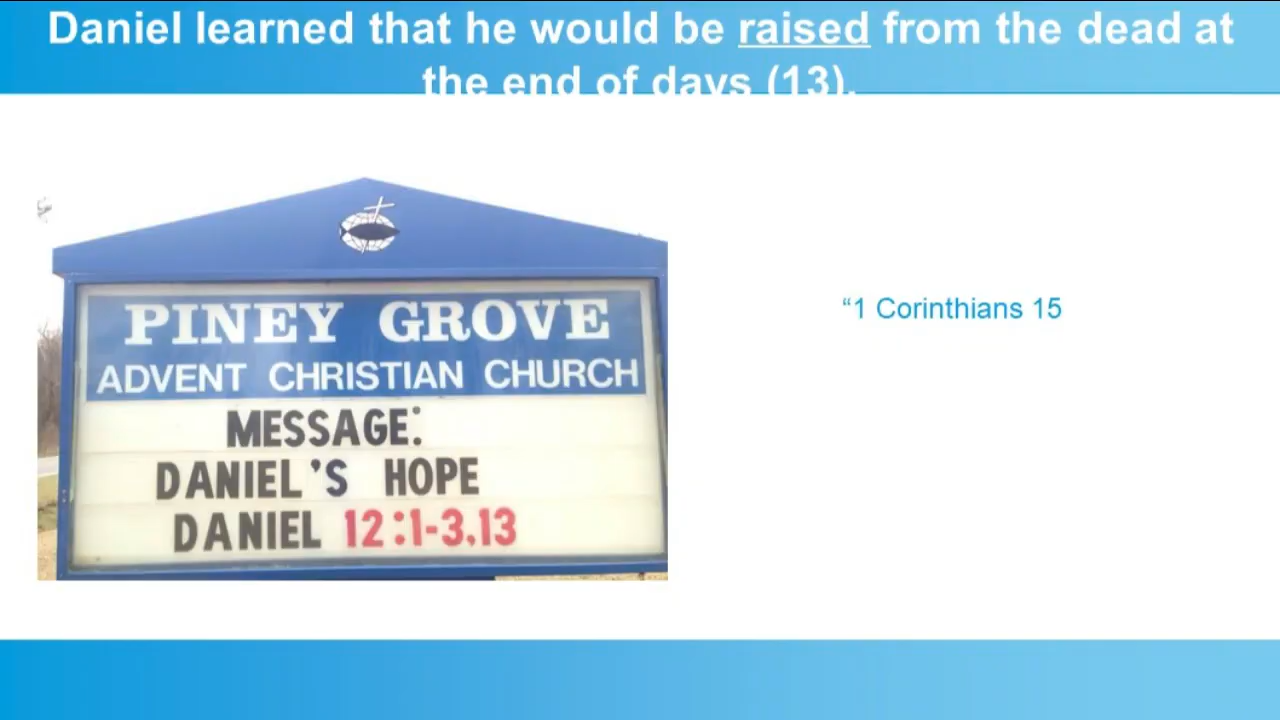 Daniel learned that he would be raised from the dead at
the end of days (13).
PINEY GROVE
ADVENT CHRISTIAN CHURCH
MESSAGE:
DANIEL'S HOPE
DANIEL 12:1-3,13
“1 Corinthians 15